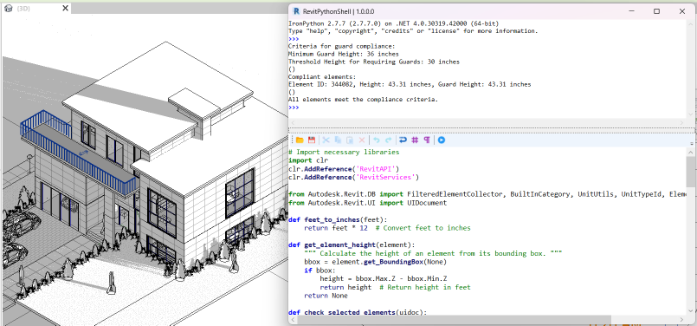 (3D)
RevitPythonShell | 1.0.0.0
IronPython 2.7.7 (2.7.7.0) on .NET 4.0.30319.42000 (64-bit)
Type "help", "copyright", "credits" or "license" for more information.
>>>
Criteria for guard compliance:
Minimum Guard Height: 36 inches
Threshold Height for Requiring Guards: 30 inches
()
Compliant elements:
Element ID: 344082, Height: 43.31 inches, Guard Height: 43.31 inches
()
All elements meet the compliance criteria.
>>>
# Import necessary libraries
import clr
clr.AddReference('RevitAPI')
clr.AddReference('RevitServices')
from Autodesk.Revit.DB import FilteredElementCollector, BuiltInCategory, UnitUtils, UnitTypeId, Elem
from Autodesk.Revit.UI import UIDocument
def feet_to_inches(feet):
return feet * 12 # Convert feet to inches
def get_element_height(element):
""" Calculate the height of an element from its bounding box. """
bbox = element.get_BoundingBox(None)
if bbox:
height = bbox.Max.Z - bbox.Min.Z
return height # Return height in feet
return None
def check_selected_elements(uidoc):